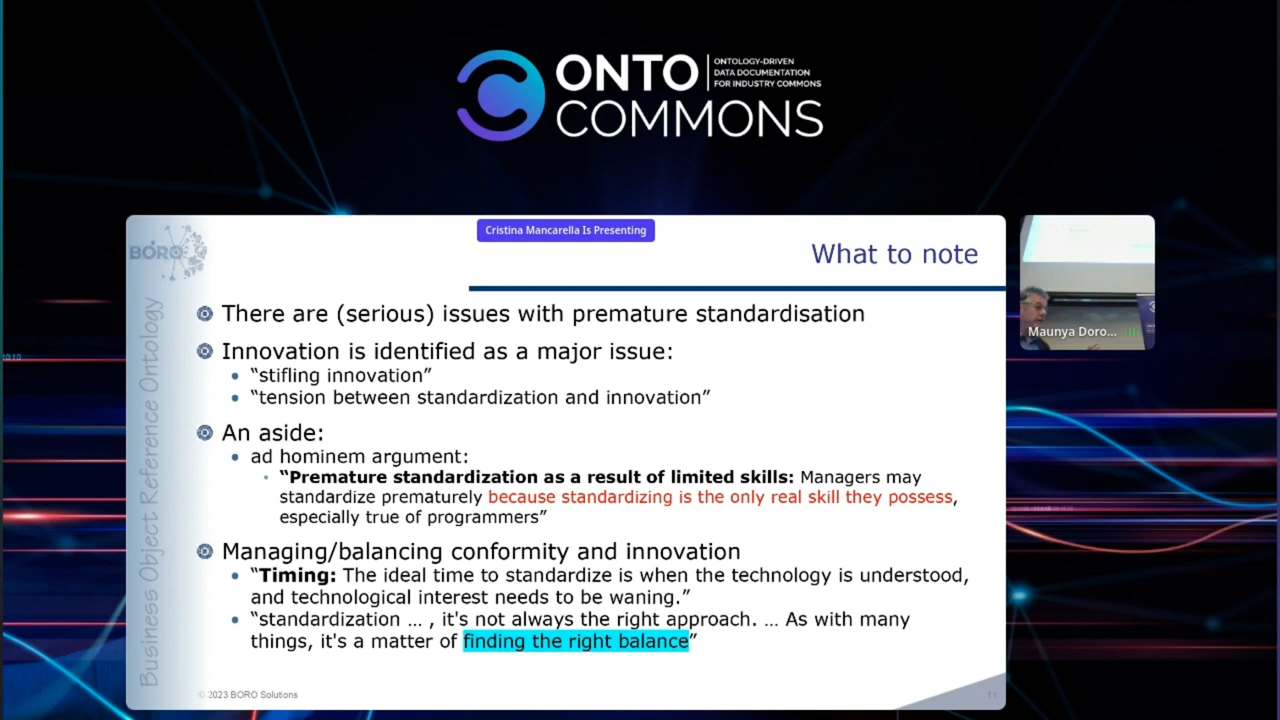 ONTO
COMMONS
ONTOLOGY-DRIVEN
DATA DOCUMENTATION
FOR INDUSTRY COMMONS
Cristina Mancarella Is Presenting
BORO
What to note
Business Object Reference Ontology
There are (serious) issues with premature standardisation
Innovation is identified as a major issue:
“stifling innovation”
“tension between standardization and innovation”
An aside:
ad hominem argument:
“Premature standardization as a result of limited skills: Managers may
standardize prematurely because standardizing is the only real skill they possess,
especially true of programmers”
Managing/balancing conformity and innovation
“Timing: The ideal time to standardize is when the technology is understood,
and technological interest needs to be waning.”
“standardization … , it's not always the right approach. … As with many
things, it's a matter of finding the right balance”
© 2023 BORO Solutions
11
Maunya Doro...